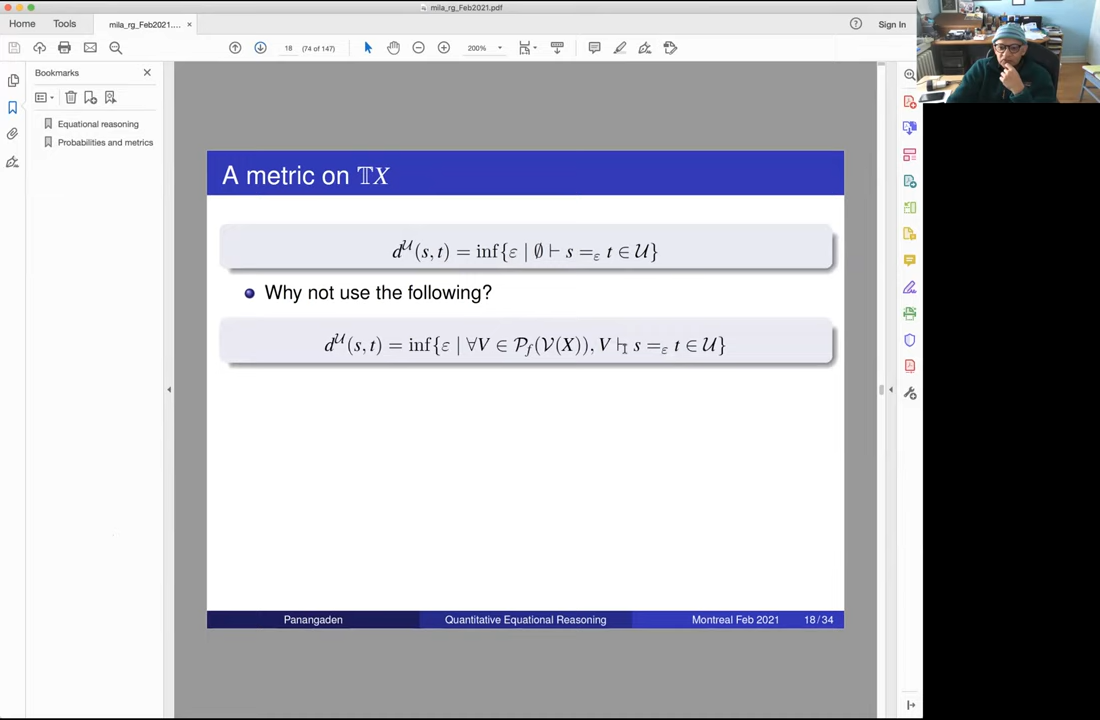 mila_rg_Feb2021.pdf
Home Tools mila_rg_Feb2021.... × Sign In
18 (74 of 147) 200%
Bookmarks
Equational reasoning
Probabilities and metrics
A metric on 𝕋X
d^𝒰(s, t) = inf{ε | ∅ ⊢ s =_ε t ∈ 𝒰}
Why not use the following?
d^𝒰(s, t) = inf{ε | ∀V ∈ 𝒫_f(𝒱(X)), V ⊢ s =_ε t ∈ 𝒰}
Panangaden Quantitative Equational Reasoning Montreal Feb 2021 18 / 34